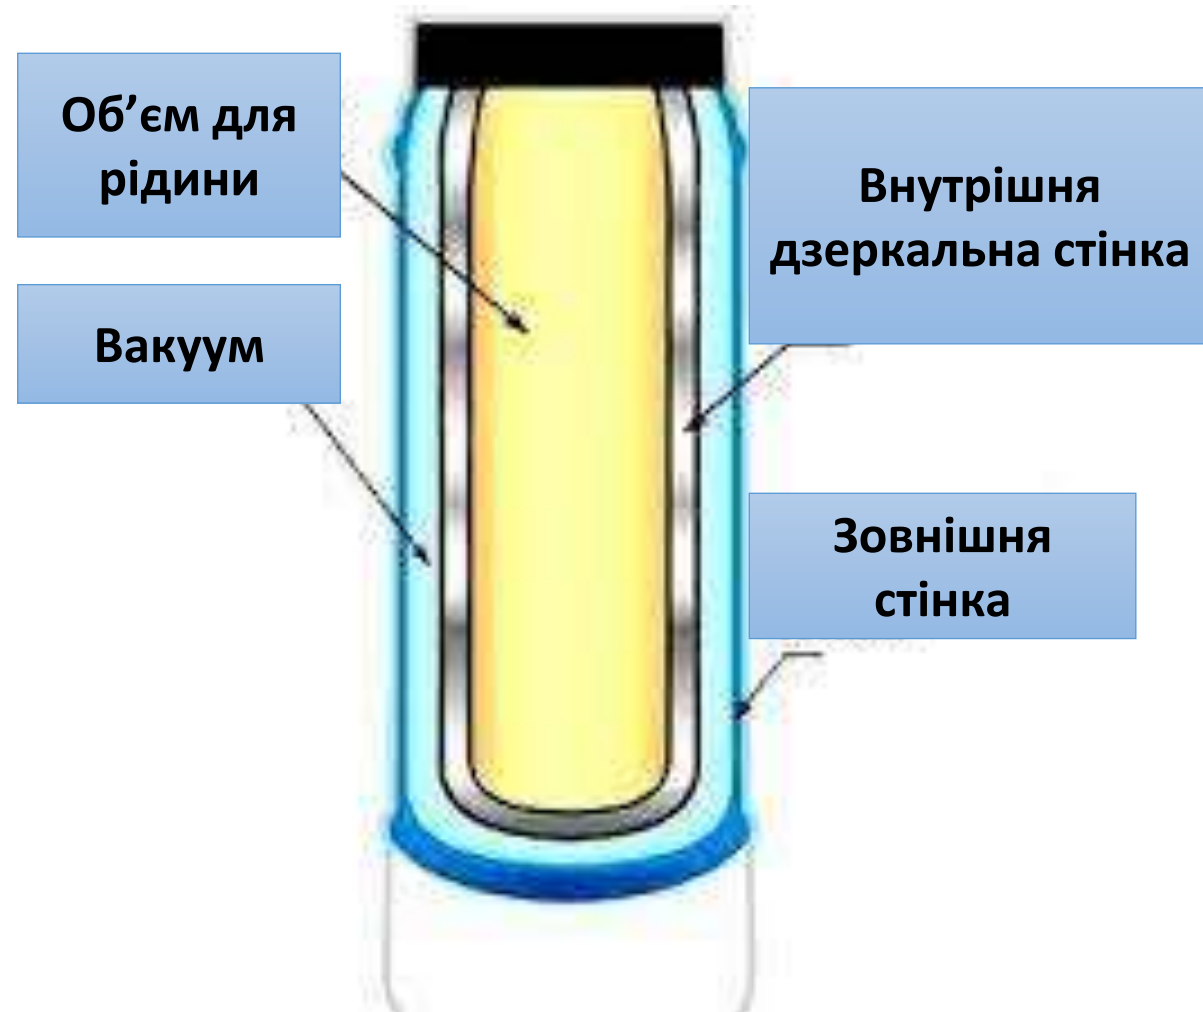 Об’єм для
рідини
Вакуум
Внутрішня
дзеркальна стінка
Зовнішня
стінка